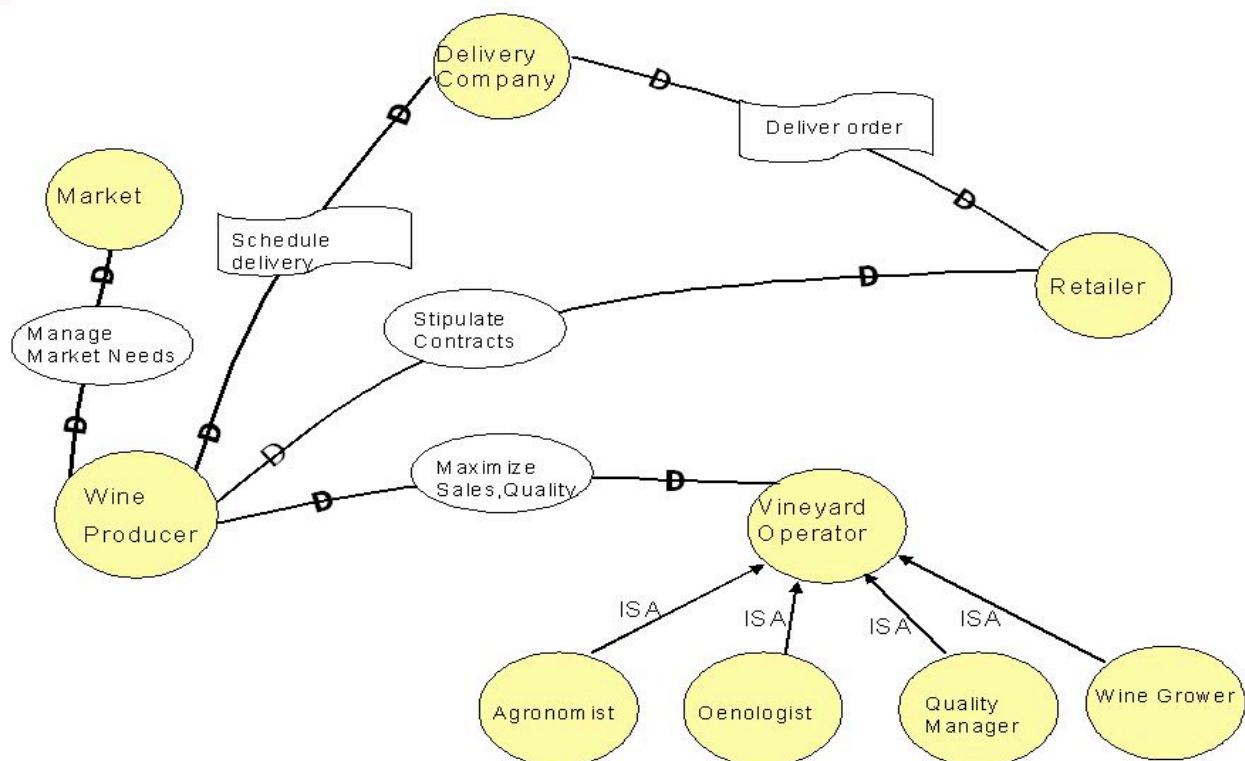 Delivery
Company
D
Deliver order
D
D
Market
Schedule
delivery
D
D
Retailer
D
Stipulate
Contracts
Manage
Market Needs
D
D
D
Maximize
Sales,Quality
D
D
Wine
Producer
Vineyard
Operator
ISA
ISA
ISA
ISA
Agronomist
Oenologist
Quality
Manager
Wine Grower